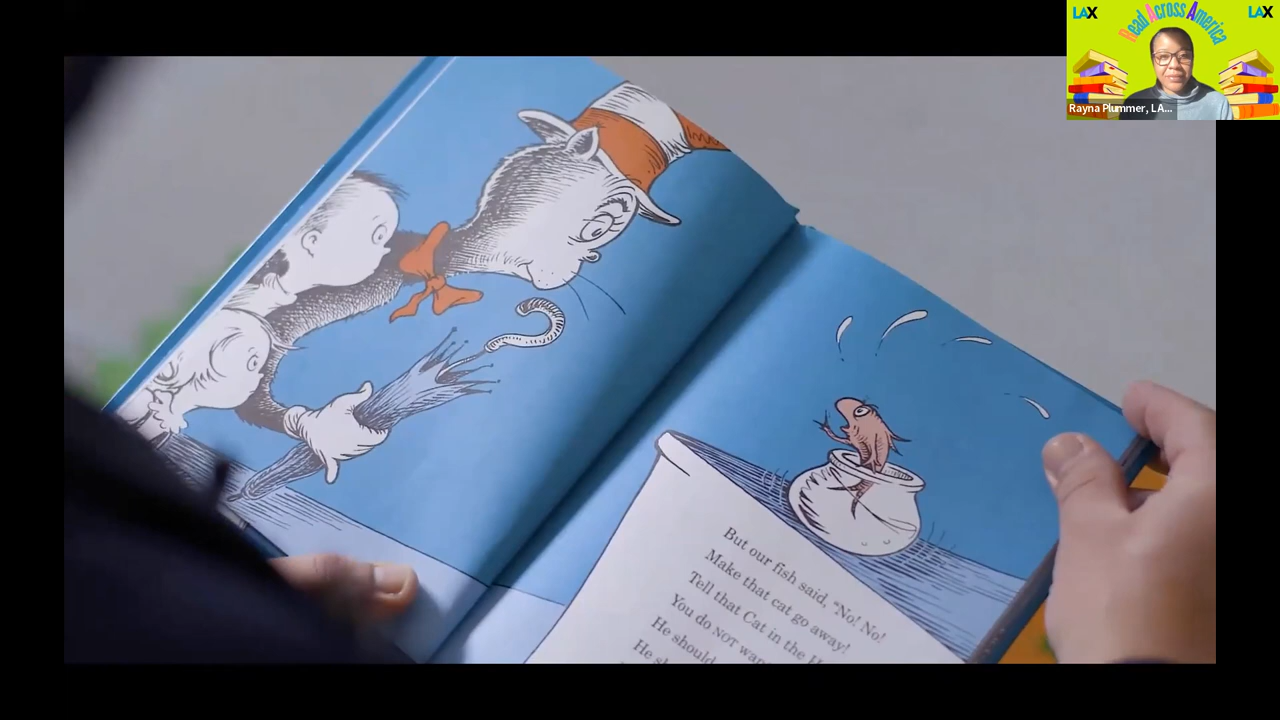 LAX
Read Across America
LAX
Rayna Plummer, LA...
But our fish said, "No! No!
Make that cat go away!
Tell that Cat in the
You do NOT
He should
He